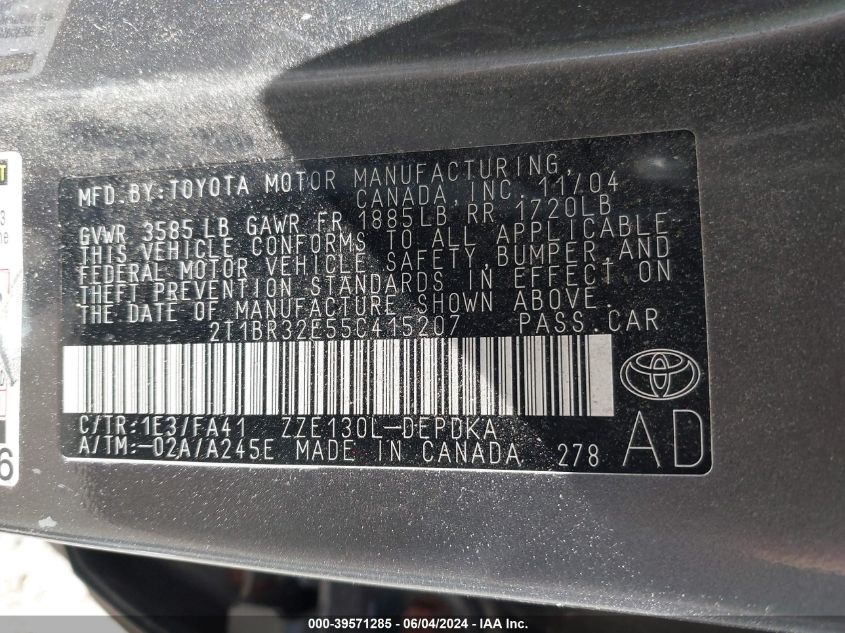 MFD.BY:TOYOTA MOTOR MANUFACTURING,
CANADA,INC. 11/04
GVWR 3585 LB GAWR FR 1885LB RR 1720LB
THIS VEHICLE CONFORMS TO ALL APPLICABLE
FEDERAL MOTOR VEHICLE SAFETY, BUMPER, AND
THEFT PREVENTION STANDARDS IN EFFECT ON
THE DATE OF MANUFACTURE SHOWN ABOVE.
2T1BR32E55C415207 PASS.CAR
C/TR:1E3/FA41 ZZE130L-DEPDKA
A/TM:-02A/A245E MADE IN CANADA 278
AD
6
000-39571285 - 06/04/2024 - IAA Inc.